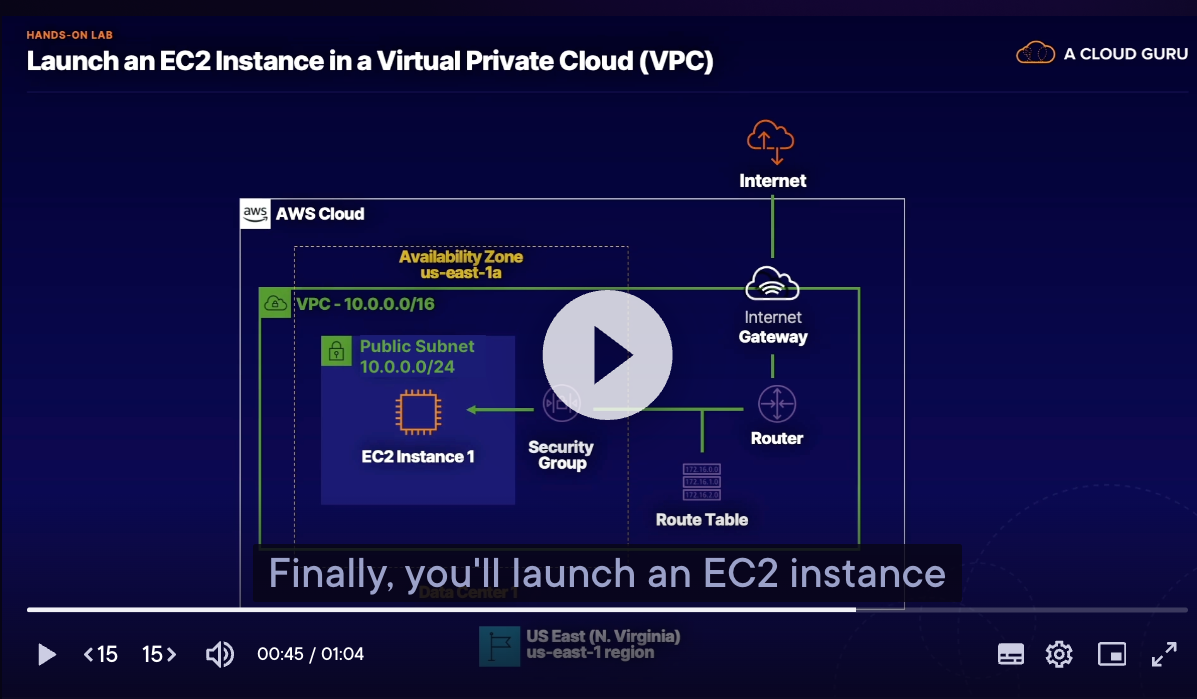 HANDS-ON LAB
Launch an EC2 Instance in a Virtual Private Cloud (VPC)
A CLOUD GURU
Internet
aws
AWS Cloud
Availability Zone
us-east-1a
VPC - 10.0.0.0/16
Internet
Gateway
Public Subnet
10.0.0.0/24
EC2 Instance 1
Security
Group
Router
172.16.0.0
172.16.1.0
172.16.2.0
Route Table
Finally, you'll launch an EC2 instance
Data Center 1
US East (N. Virginia)
us-east-1 region
15
15
00:45 / 01:04